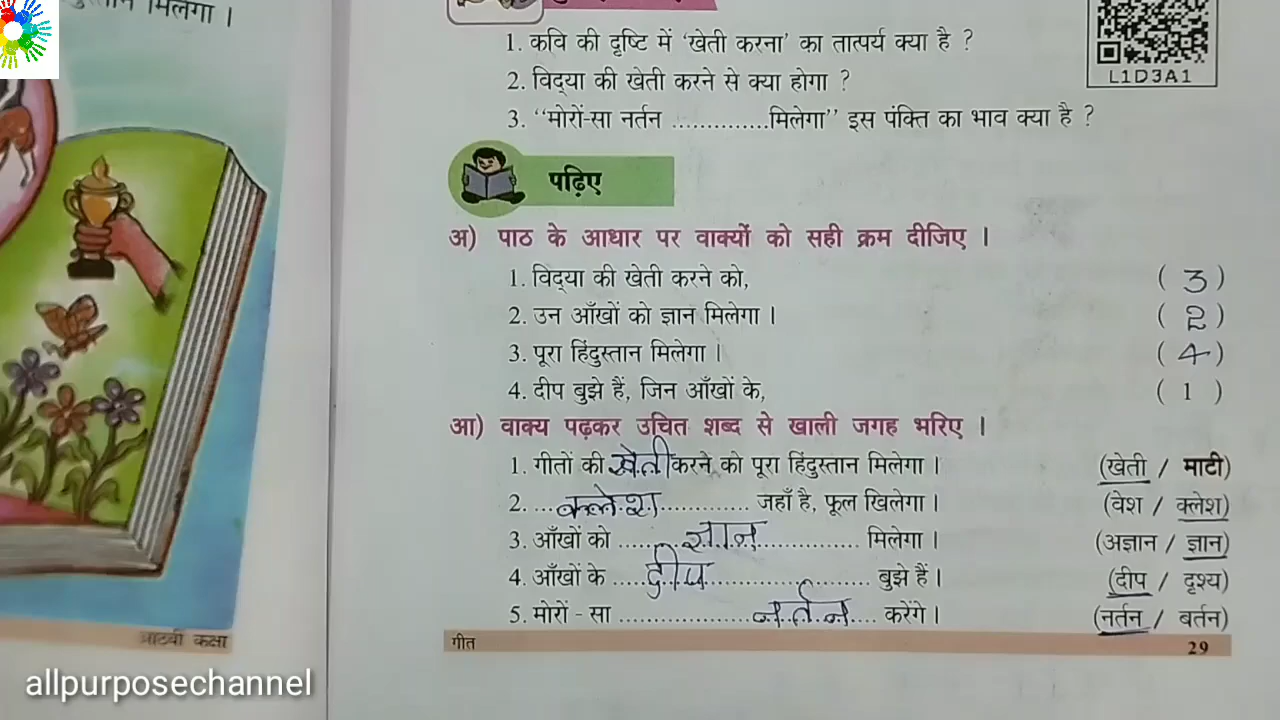 मिलेगा ।
1. कवि की दृष्टि में ‘खेती करना’ का तात्पर्य क्या है ?
2. विद्या की खेती करने से क्या होगा ?
3. “मोरों-सा नर्तन ..............मिलेगा” इस पंक्ति का भाव क्या है ?
L1D3A1
पढ़िए
अ) पाठ के आधार पर वाक्यों को सही क्रम दीजिए ।
1. विद्या की खेती करने को, ( 3 )
2. उन आँखों को ज्ञान मिलेगा । ( 2 )
3. पूरा हिंदुस्तान मिलेगा । ( 4 )
4. दीप बुझे हैं, जिन आँखों के, ( 1 )
आ) वाक्य पढ़कर उचित शब्द से खाली जगह भरिए ।
1. गीतों की खेती करने को पूरा हिंदुस्तान मिलेगा । (खेती / माटी)
2. ...क्लेश............. जहाँ है, फूल खिलेगा । (वेश / क्लेश)
3. आँखों को .......ज्ञान............. मिलेगा । (अज्ञान / ज्ञान)
4. आँखों के .....दीप....................... बुझे हैं । (दीप / दृश्य)
5. मोरों - सा ...................नर्तन.... करेंगे । (नर्तन / बर्तन)
आठवीं कक्षा
गीत 29
allpurposechannel